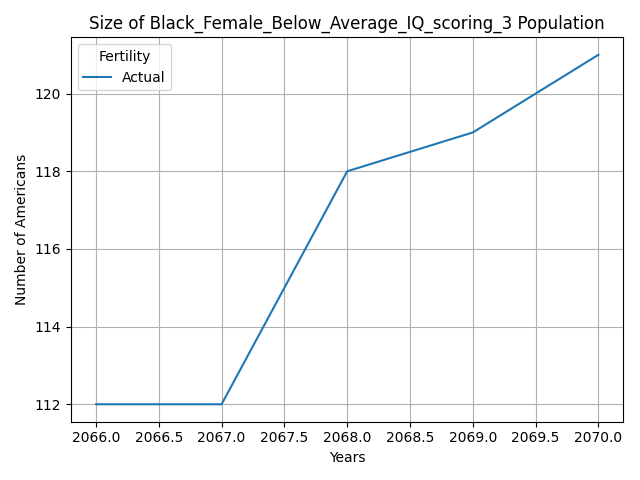 Size of Black_Female_Below_Average_IQ_scoring_3 Population
Fertility
Actual
Number of Americans
120
118
116
114
112
2066.0 2066.5 2067.0 2067.5 2068.0 2068.5 2069.0 2069.5 2070.0
Years